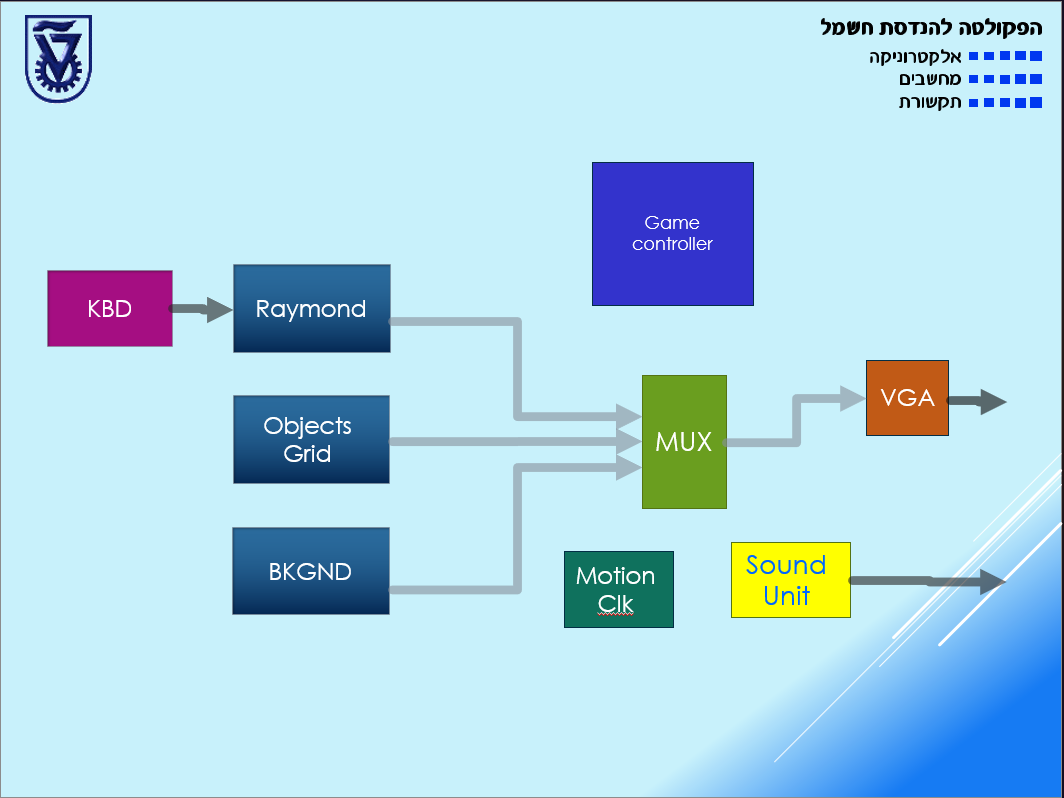 הפקולטה להנדסת חשמל
אלקטרוניקה
מחשבים
תקשורת
Game
controller
KBD
Raymond
Objects
Grid
MUX
VGA
BKGND
Motion
Clk
Sound
Unit